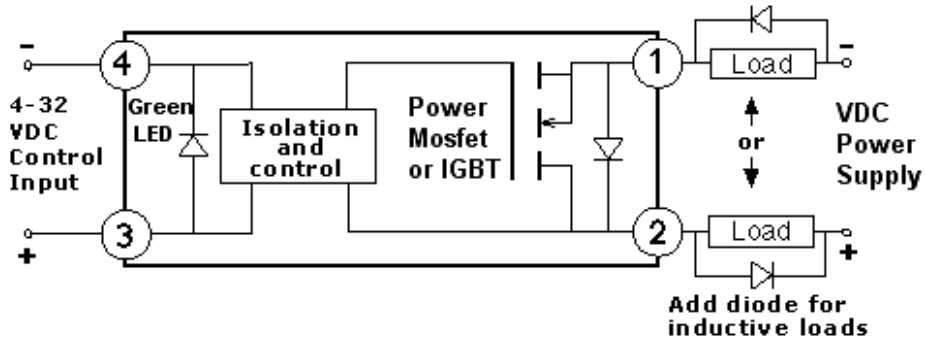 -
4
1
Load
-
4-32
VDC
Control
Input
Green
LED
Isolation
and
control
Power
Mosfet
or IGBT
or
VDC
Power
Supply
+
3
2
Load
+
Add diode for
inductive loads